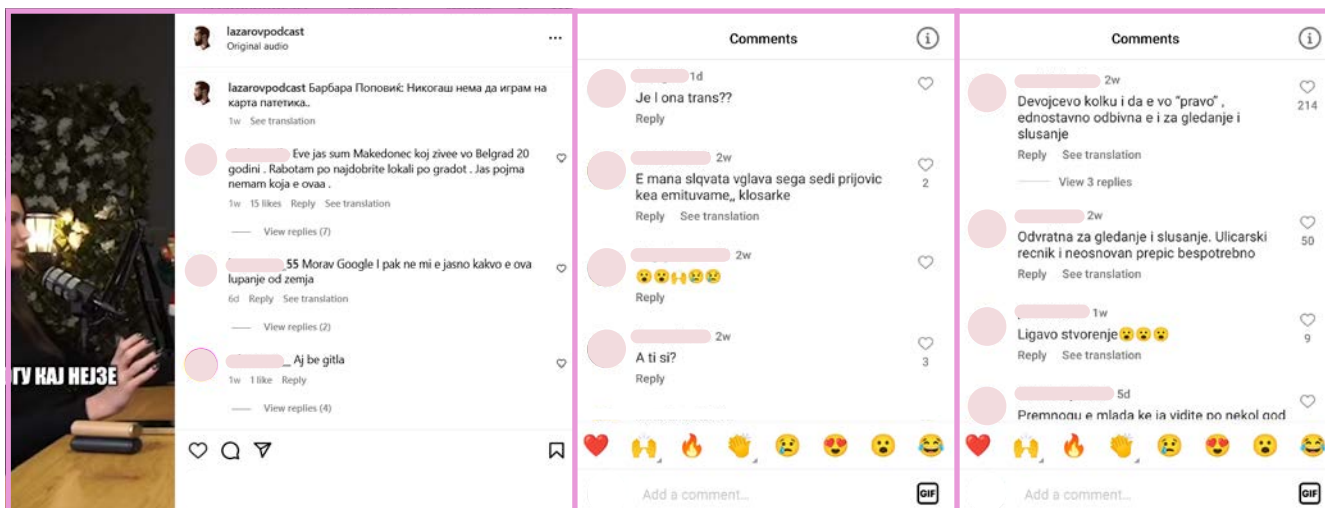 lazarovpodcast
Original audio
lazarovpodcast Барбара Поповиќ: Никогаш нема да играм на
карта патетика..
1w See translation
Eve jas sum Makedonec koj zivee vo Belgrad 20
godini . Rabotam po najdobrite lokali po gradot . Jas pojma
nemam koja e ovaa .
1w 15 likes Reply See translation
View replies (7)
_55 Morav Google I pak ne mi e jasno kakvo e ova
lupanje od zemja
6d Reply See translation
View replies (2)
_ Aj be gitla
1w 1 like Reply
View replies (4)
ГУ КАЈ НЕЈЗЕ
Comments
1d
Je l ona trans??
Reply
2w
E mana slqvata vglava sega sedi prijovic
kea emituvame,, klosarke
2
Reply See translation
2w
😮😮🙌😢😢
Reply
2w
A ti si?
3
Reply
❤️🙌🔥👏😢😍😮😂
Add a comment...
GIF
Comments
2w
Devojcevo kolku i da e vo "pravo" ,
ednostavno odbivna e i za gledanje i
slusanje
214
Reply See translation
View 3 replies
2w
Odvratna za gledanje i slusanje. Ulicarski
recnik i neosnovan prepic bespotrebno
50
Reply See translation
1w
Ligavo stvorenje😮😮😮
9
Reply See translation
5d
Premnogu e mlada ke ja vidite po nekol god
❤️🙌🔥👏😢😍😮😂
Add a comment...
GIF